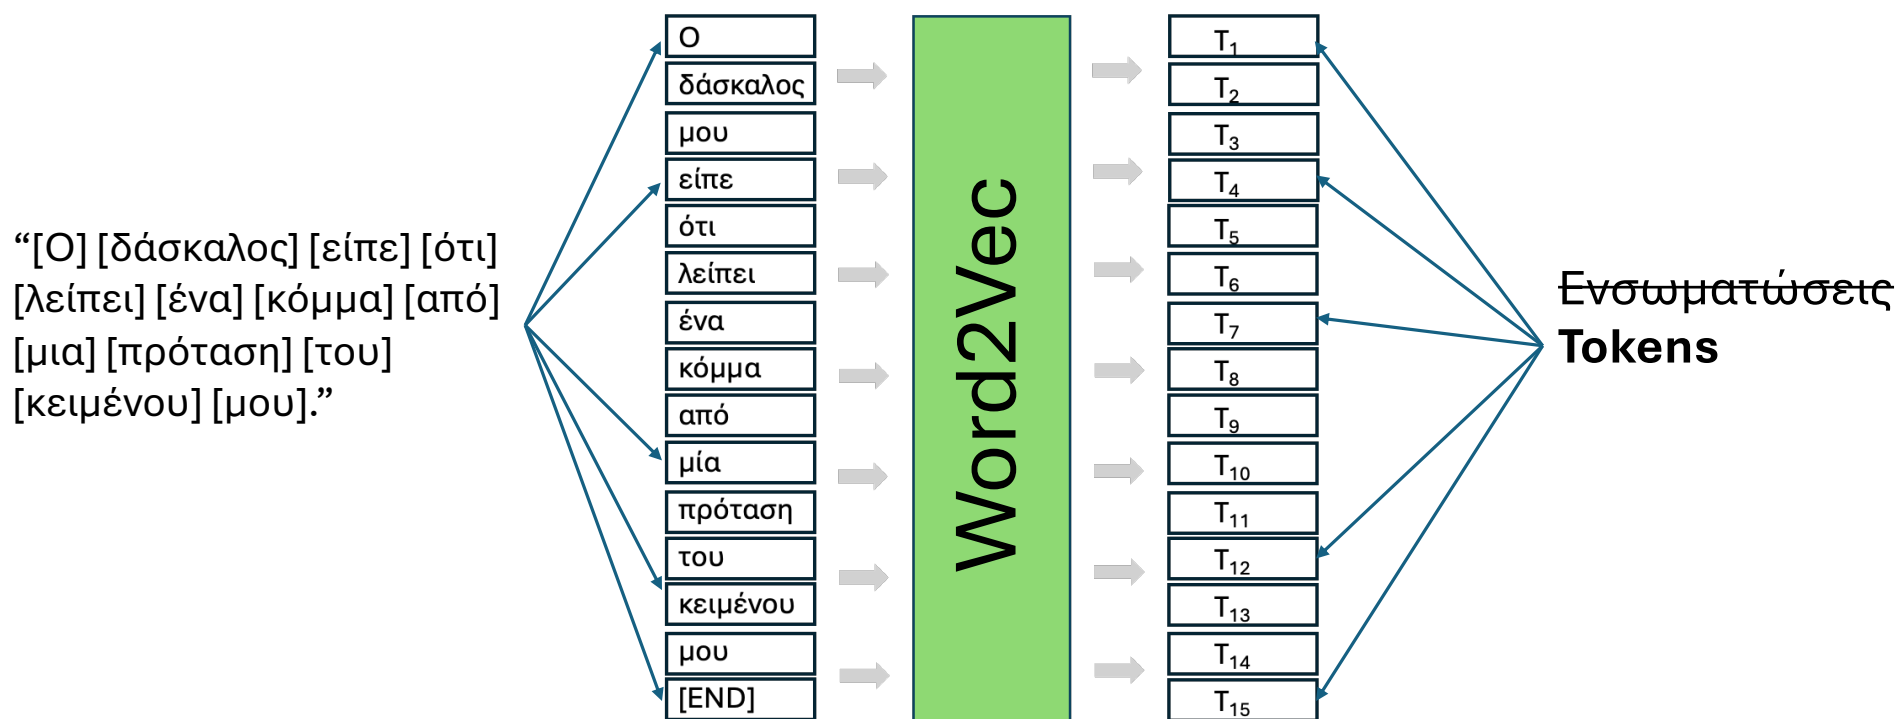 “[Ο] [δάσκαλος] [είπε] [ότι]
[λείπει] [ένα] [κόμμα] [από]
[μια] [πρόταση] [του]
[κειμένου] [μου].”
Ο
δάσκαλος
μου
είπε
ότι
λείπει
ένα
κόμμα
από
μία
πρόταση
του
κειμένου
μου
[END]
Word2Vec
T1
T2
T3
T4
T5
T6
T7
T8
T9
T10
T11
T12
T13
T14
T15
Ενσωματώσεις
Tokens